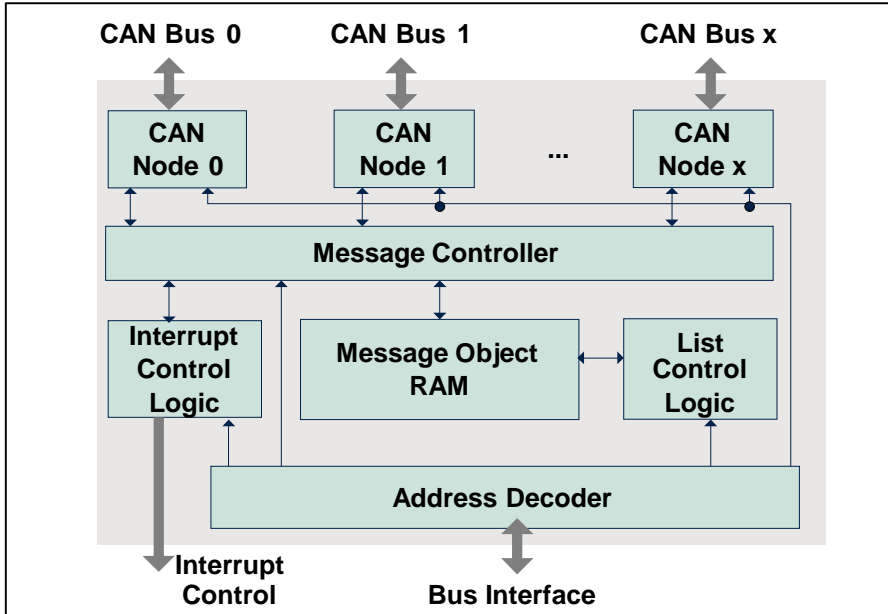 CAN Bus 0
CAN Bus 1
CAN Bus x
CAN
Node 0
CAN
Node 1
...
CAN
Node x
Message Controller
Interrupt
Control
Logic
Message Object
RAM
List
Control
Logic
Address Decoder
Interrupt
Control
Bus Interface